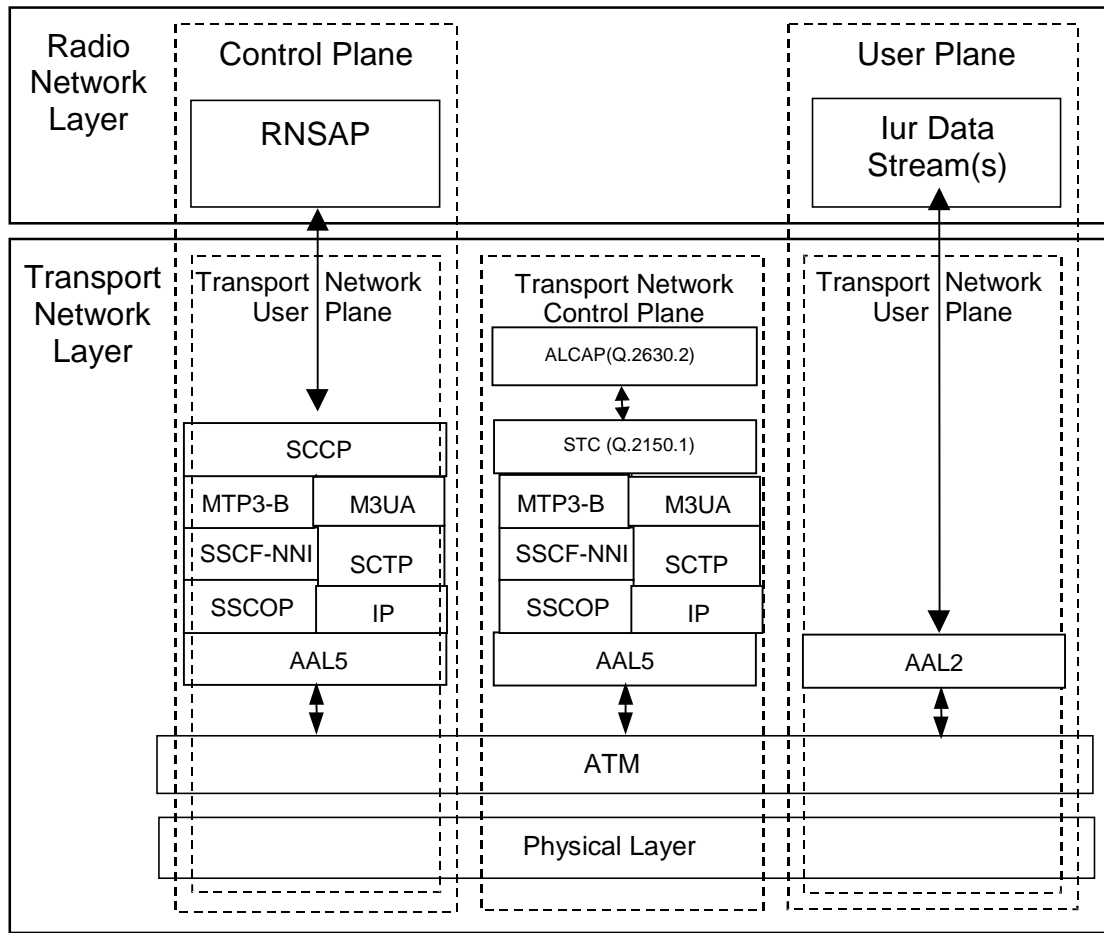 Radio
Network
Layer
Control Plane
User Plane
RNSAP
Iur Data
Stream(s)
Transport
Network
Layer
Transport Network
User Plane
Transport Network
Control Plane
Transport Network
User Plane
ALCAP(Q.2630.2)
SCCP
STC (Q.2150.1)
MTP3-B
M3UA
MTP3-B
M3UA
SSCF-NNI
SCTP
SSCF-NNI
SCTP
SSCOP
IP
SSCOP
IP
AAL5
AAL5
AAL2
ATM
Physical Layer